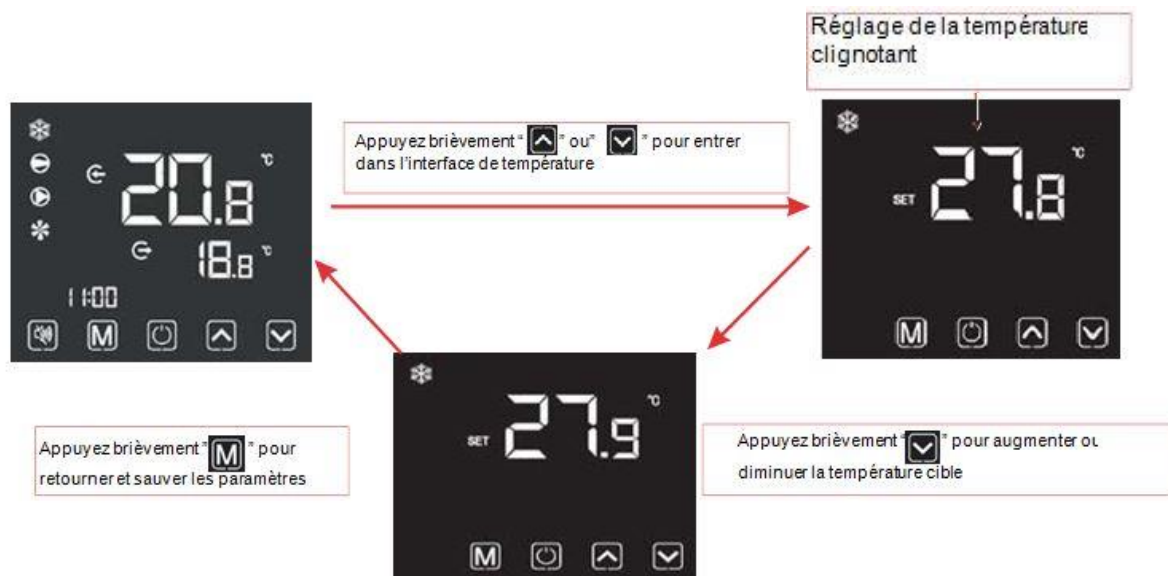 Réglage de la température
clignotant
20.8 °C
18.8 °C
11:00
M
Appuyez brièvement " " ou" " pour entrer
dans l'interface de température
SET 27.8 °C
M
Appuyez brièvement " M " pour
retourner et sauver les paramètres
SET 27.9 °C
M
Appuyez brièvement" " pour augmenter ou
diminuer la température cible